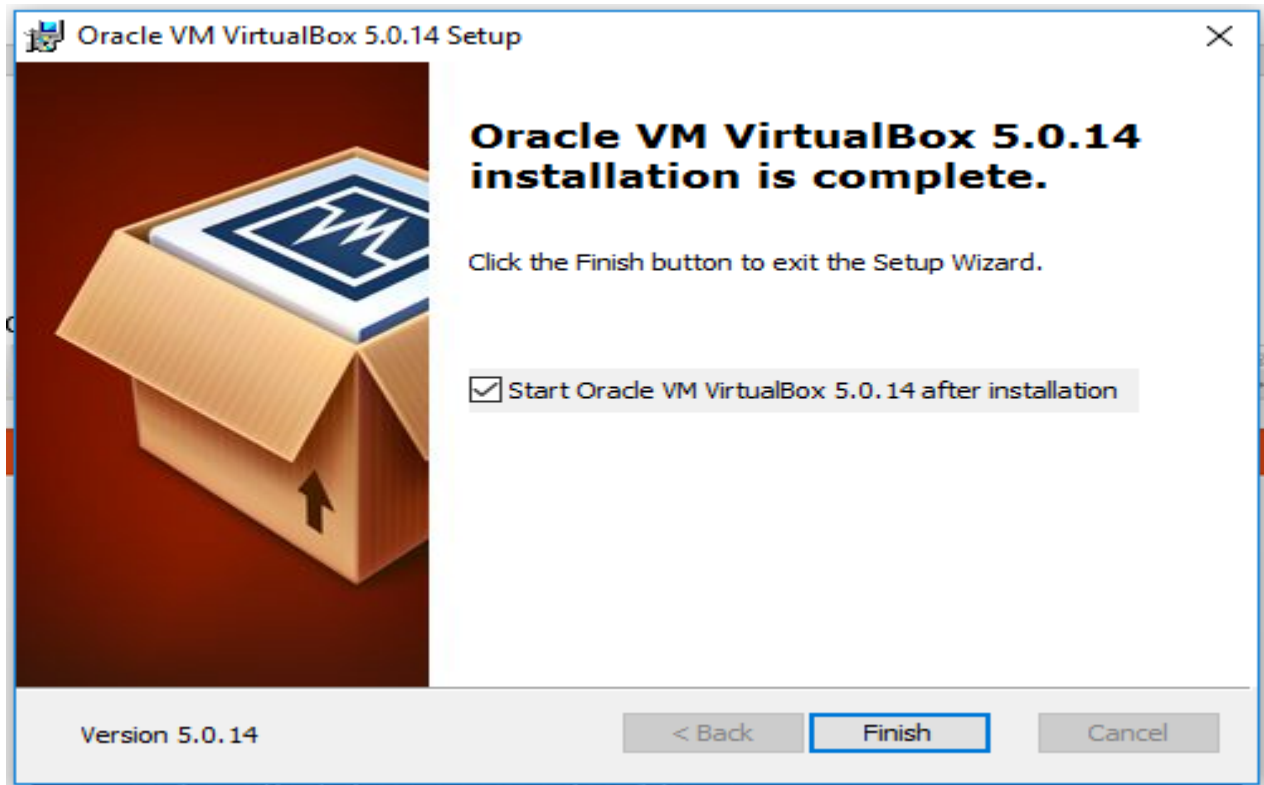 Oracle VM VirtualBox 5.0.14 Setup
Oracle VM VirtualBox 5.0.14
installation is complete.
Click the Finish button to exit the Setup Wizard.
Start Oracle VM VirtualBox 5.0.14 after installation
Version 5.0.14
< Back
Finish
Cancel